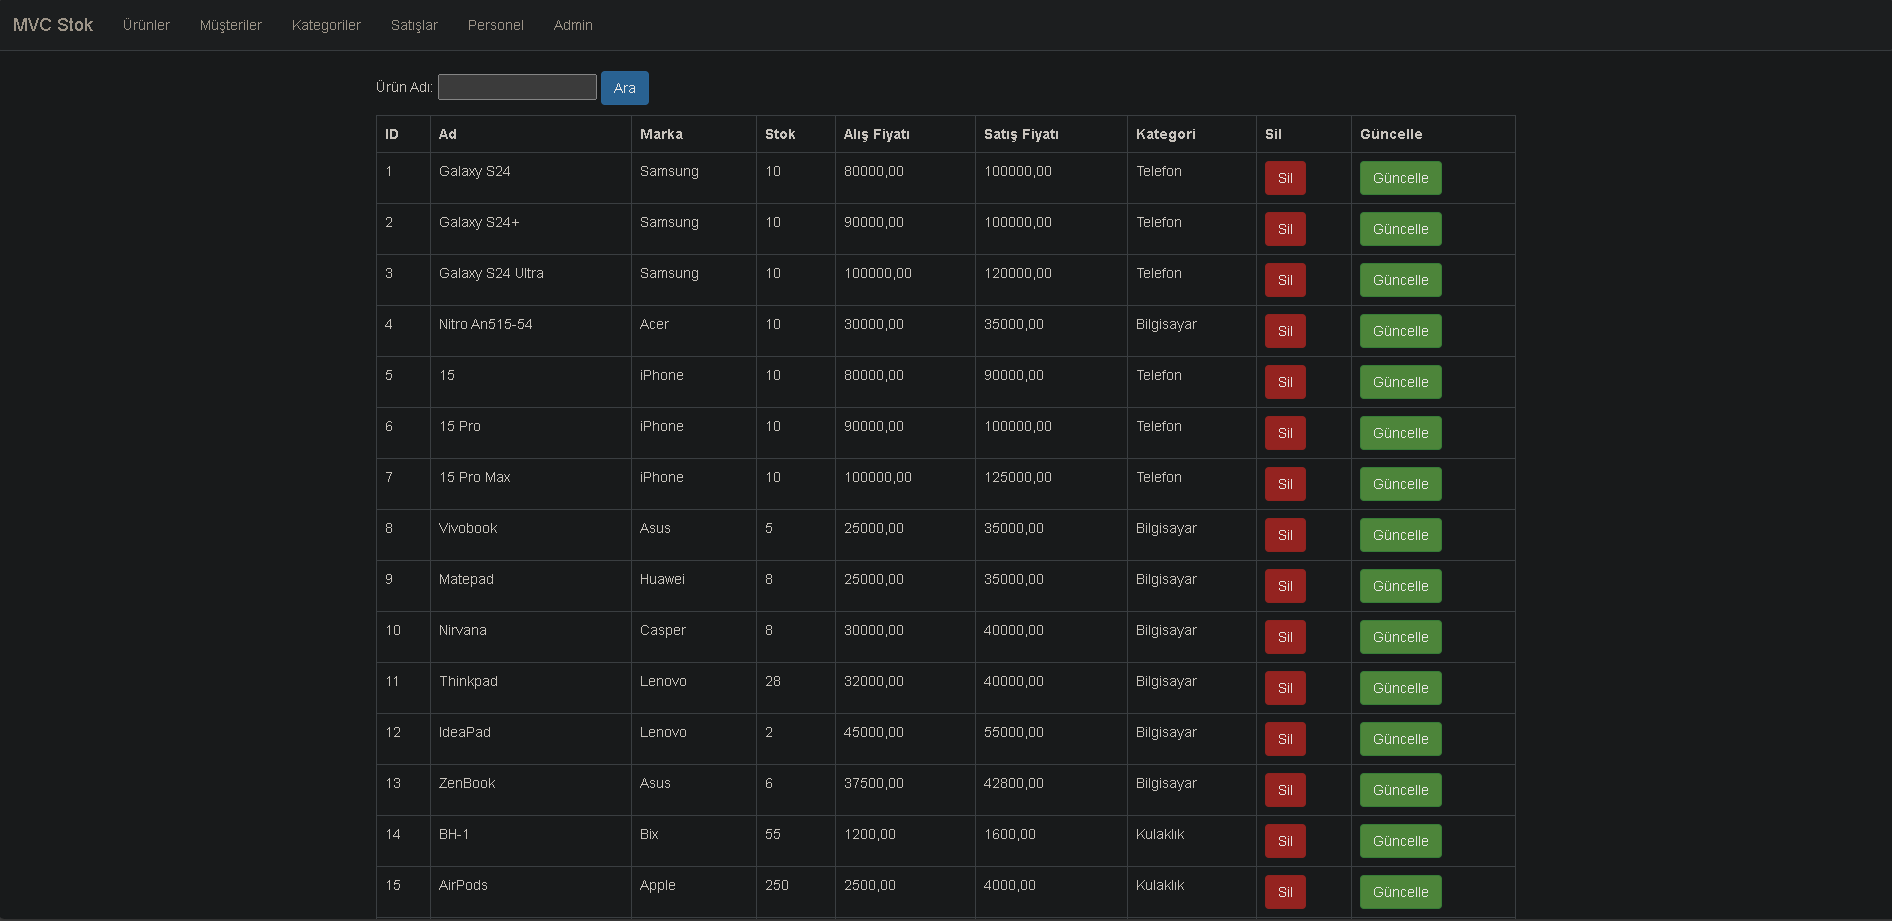 MVC Stok Ürünler Müşteriler Kategoriler Satışlar Personel Admin
Ürün Adı: Ara
ID Ad Marka Stok Alış Fiyatı Satış Fiyatı Kategori Sil Güncelle
1 Galaxy S24 Samsung 10 80000,00 100000,00 Telefon Sil Güncelle
2 Galaxy S24+ Samsung 10 90000,00 100000,00 Telefon Sil Güncelle
3 Galaxy S24 Ultra Samsung 10 100000,00 120000,00 Telefon Sil Güncelle
4 Nitro An515-54 Acer 10 30000,00 35000,00 Bilgisayar Sil Güncelle
5 15 iPhone 10 80000,00 90000,00 Telefon Sil Güncelle
6 15 Pro iPhone 10 90000,00 100000,00 Telefon Sil Güncelle
7 15 Pro Max iPhone 10 100000,00 125000,00 Telefon Sil Güncelle
8 Vivobook Asus 5 25000,00 35000,00 Bilgisayar Sil Güncelle
9 Matepad Huawei 8 25000,00 35000,00 Bilgisayar Sil Güncelle
10 Nirvana Casper 8 30000,00 40000,00 Bilgisayar Sil Güncelle
11 Thinkpad Lenovo 28 32000,00 40000,00 Bilgisayar Sil Güncelle
12 IdeaPad Lenovo 2 45000,00 55000,00 Bilgisayar Sil Güncelle
13 ZenBook Asus 6 37500,00 42800,00 Bilgisayar Sil Güncelle
14 BH-1 Bix 55 1200,00 1600,00 Kulaklık Sil Güncelle
15 AirPods Apple 250 2500,00 4000,00 Kulaklık Sil Güncelle